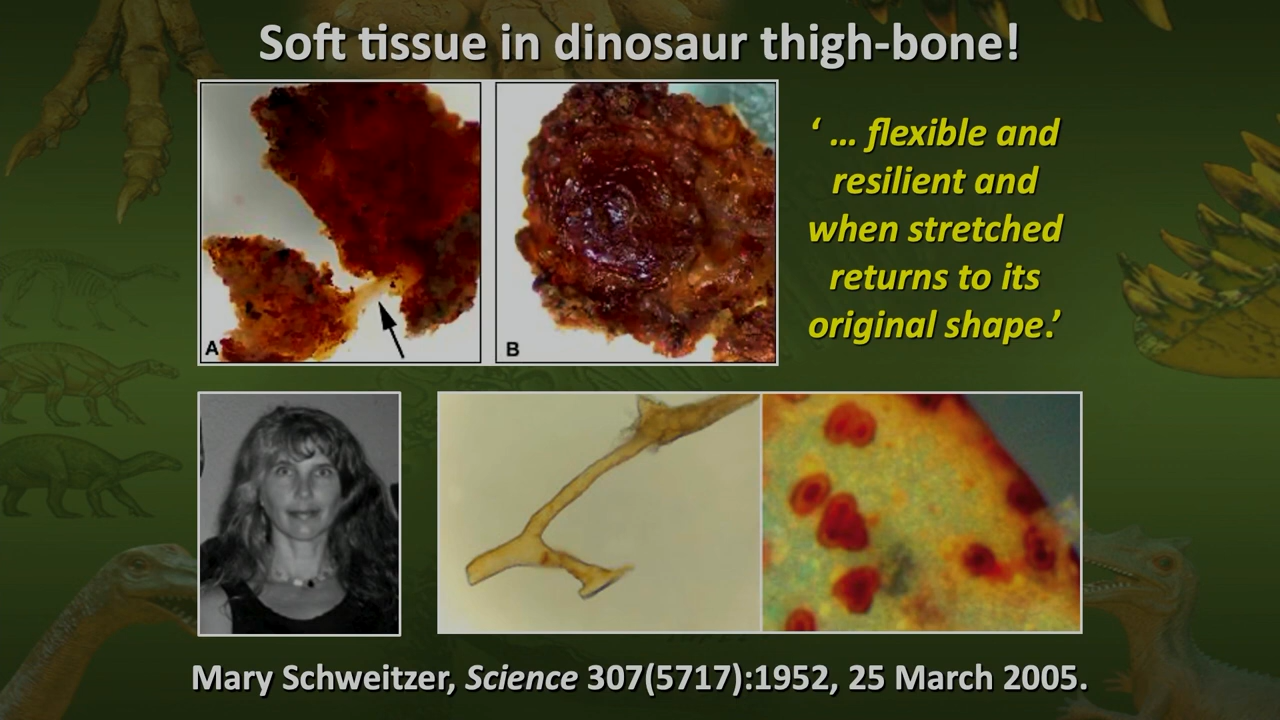 Soft tissue in dinosaur thigh-bone!
‘ … flexible and
resilient and
when stretched
returns to its
original shape.’
A
B
Mary Schweitzer, Science 307(5717):1952, 25 March 2005.